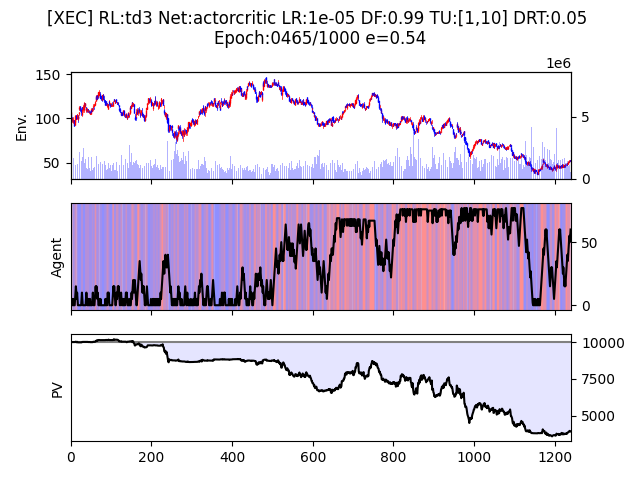 [XEC] RL:td3 Net:actorcritic LR:1e-05 DF:0.99 TU:[1,10] DRT:0.05
Epoch:0465/1000 e=0.54
1e6
150
100
50
Env.
5
0
Agent
50
0
PV
10000
7500
5000
0 200 400 600 800 1000 1200